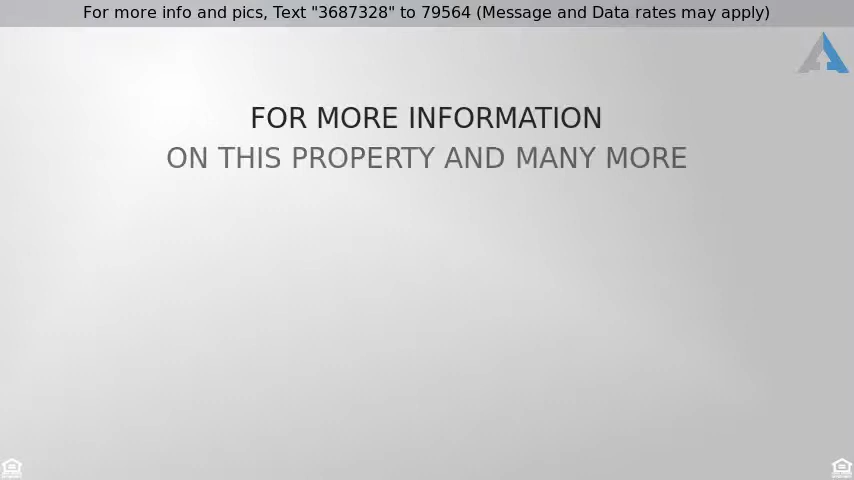 For more info and pics, Text "3687328" to 79564 (Message and Data rates may apply)
FOR MORE INFORMATION
ON THIS PROPERTY AND MANY MORE